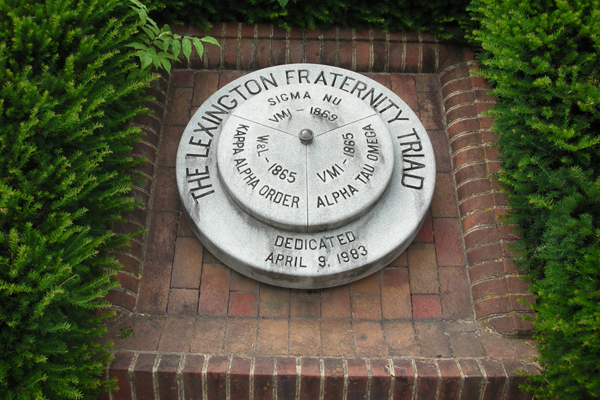 THE LEXINGTON FRATERNITY TRIAD
SIGMA NU
VMI - 1869
KAPPA ALPHA ORDER
W&L - 1865
VMI - 1865
ALPHA TAU OMEGA
DEDICATED
APRIL 9, 1983